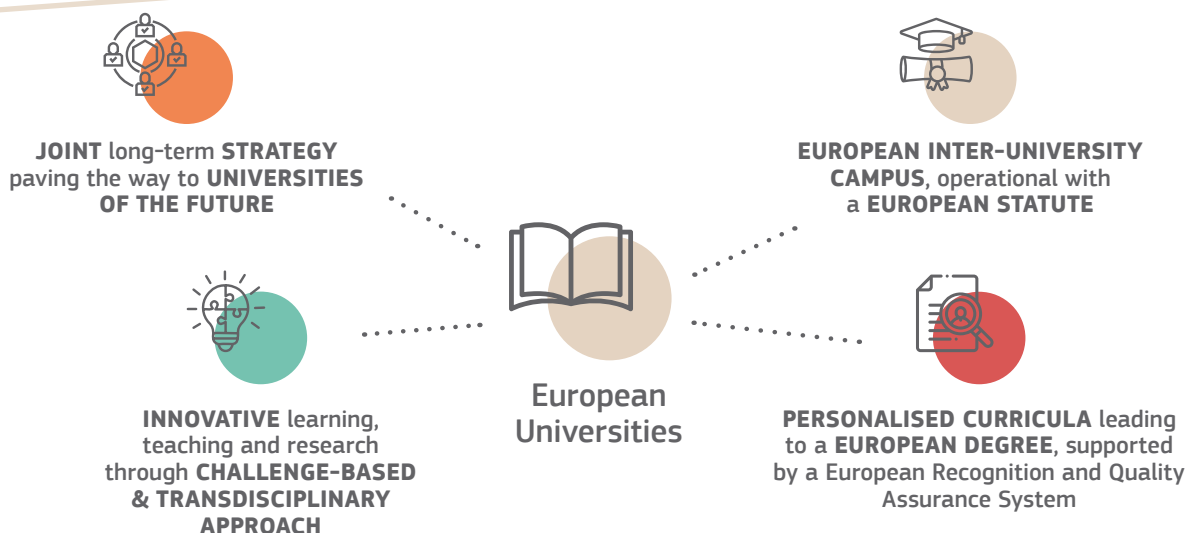 JOINT long-term STRATEGY
paving the way to UNIVERSITIES
OF THE FUTURE
EUROPEAN INTER-UNIVERSITY
CAMPUS, operational with
a EUROPEAN STATUTE
European
Universities
INNOVATIVE learning,
teaching and research
through CHALLENGE-BASED
& TRANSDISCIPLINARY
APPROACH
PERSONALISED CURRICULA leading
to a EUROPEAN DEGREE, supported
by a European Recognition and Quality
Assurance System